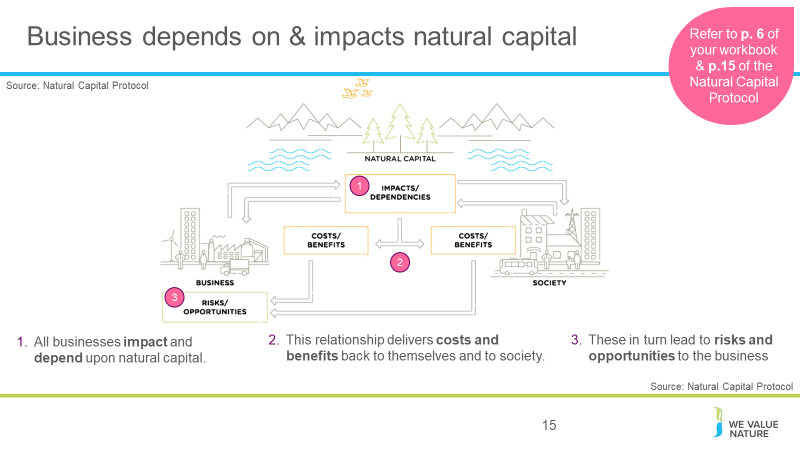 Business depends on & impacts natural capital
Refer to p. 6 of
your workbook
& p.15 of the
Natural Capital
Protocol
Source: Natural Capital Protocol
NATURAL CAPITAL
1
IMPACTS/
DEPENDENCIES
COSTS/
BENEFITS
COSTS/
BENEFITS
2
BUSINESS
SOCIETY
3
RISKS/
OPPORTUNITIES
1. All businesses impact and
depend upon natural capital.
2. This relationship delivers costs and
benefits back to themselves and to society.
3. These in turn lead to risks and
opportunities to the business
Source: Natural Capital Protocol
15
WE VALUE
NATURE